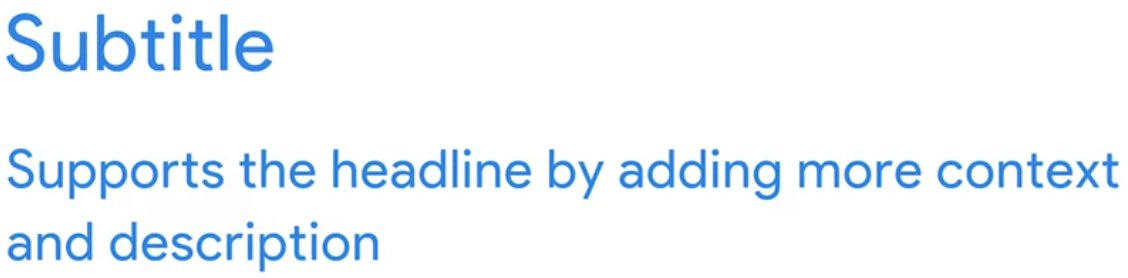 Subtitle
Supports the headline by adding more context
and description